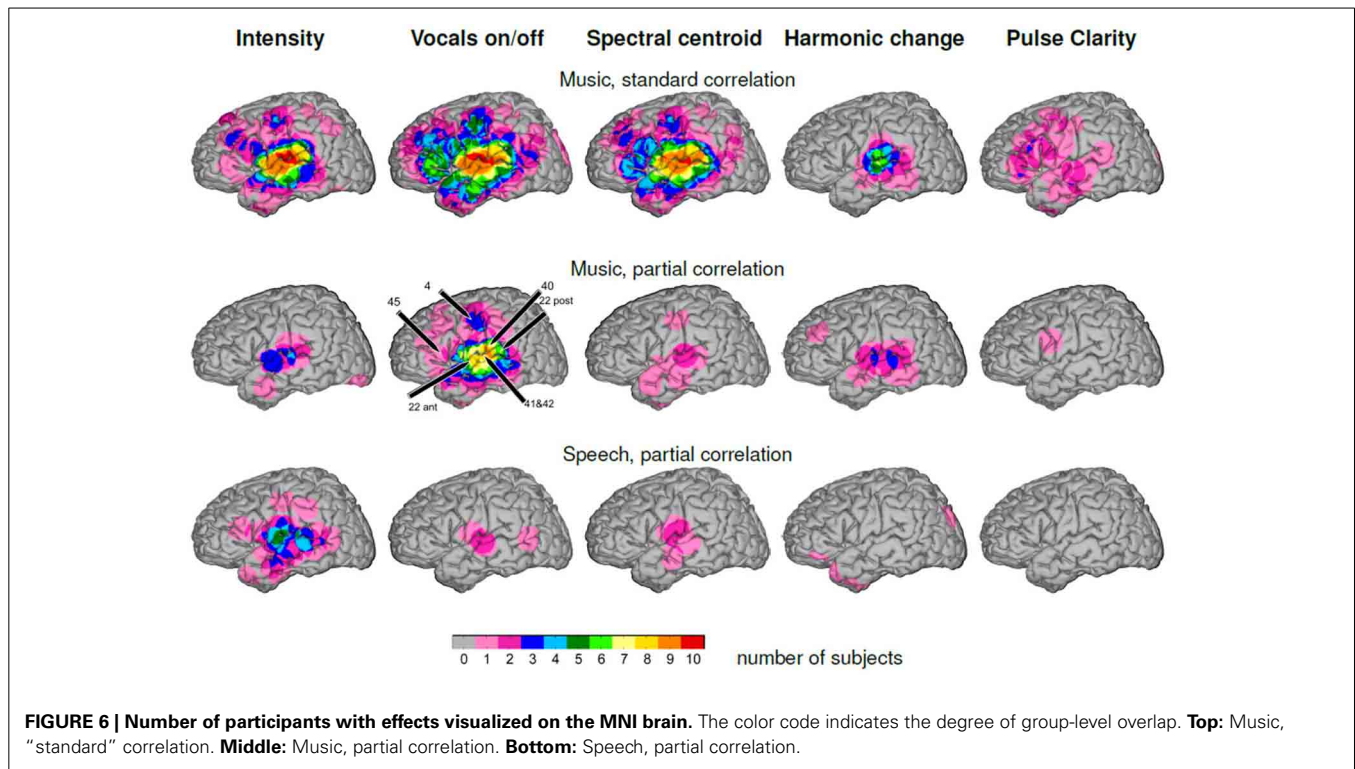 Intensity Vocals on/off Spectral centroid Harmonic change Pulse Clarity
Music, standard correlation
Music, partial correlation
4 40
45 22 post
22 ant 41&42
Speech, partial correlation
0 1 2 3 4 5 6 7 8 9 10 number of subjects
FIGURE 6 | Number of participants with effects visualized on the MNI brain. The color code indicates the degree of group-level overlap. Top: Music,
"standard" correlation. Middle: Music, partial correlation. Bottom: Speech, partial correlation.